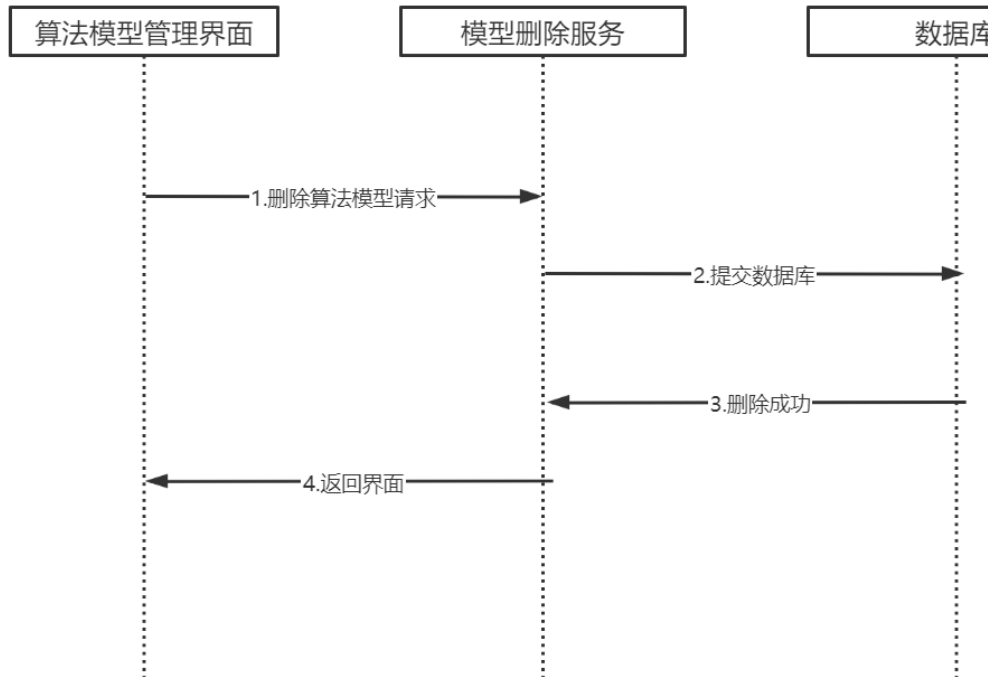 算法模型管理界面
模型删除服务
数据库
1.删除算法模型请求
2.提交数据库
3.删除成功
4.返回界面